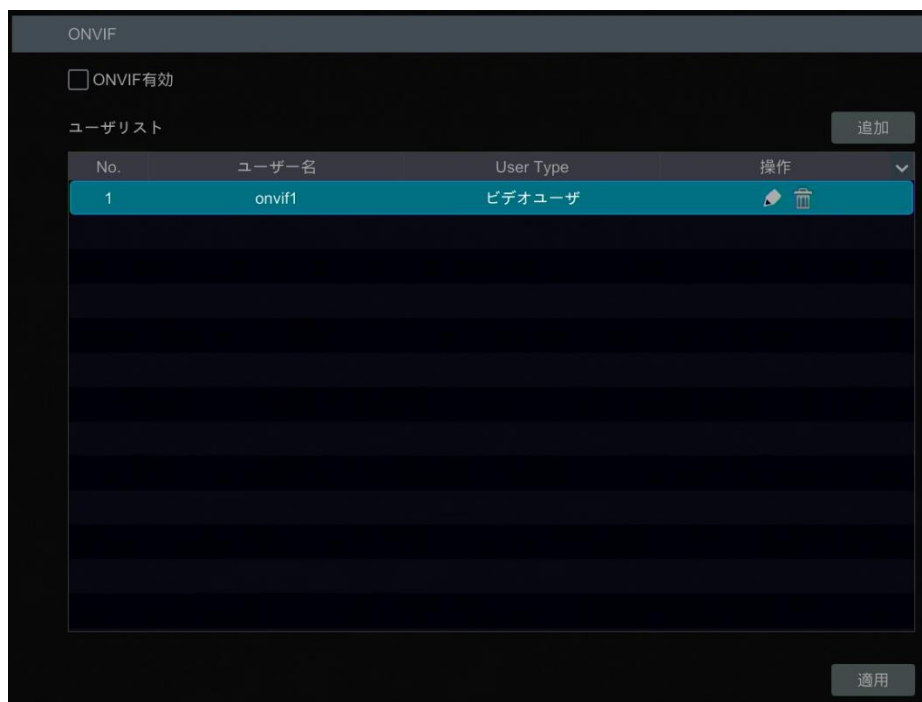 ONVIF
ONVIF有効
ユーザリスト 追加
No. ユーザー名 User Type 操作
1 onvif1 ビデオユーザ
適用